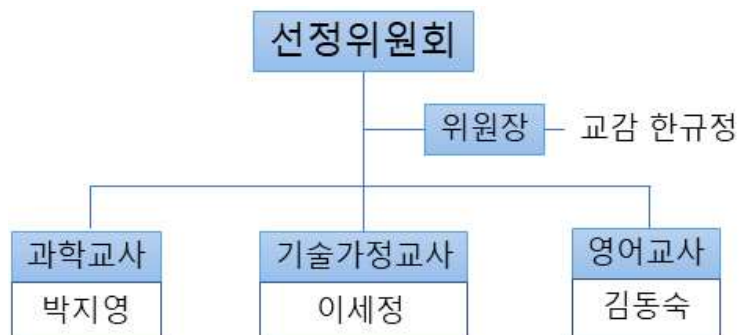 선정위원회
위원장 교감 한규정
과학교사 기술가정교사 영어교사
박지영 이세정 김동숙